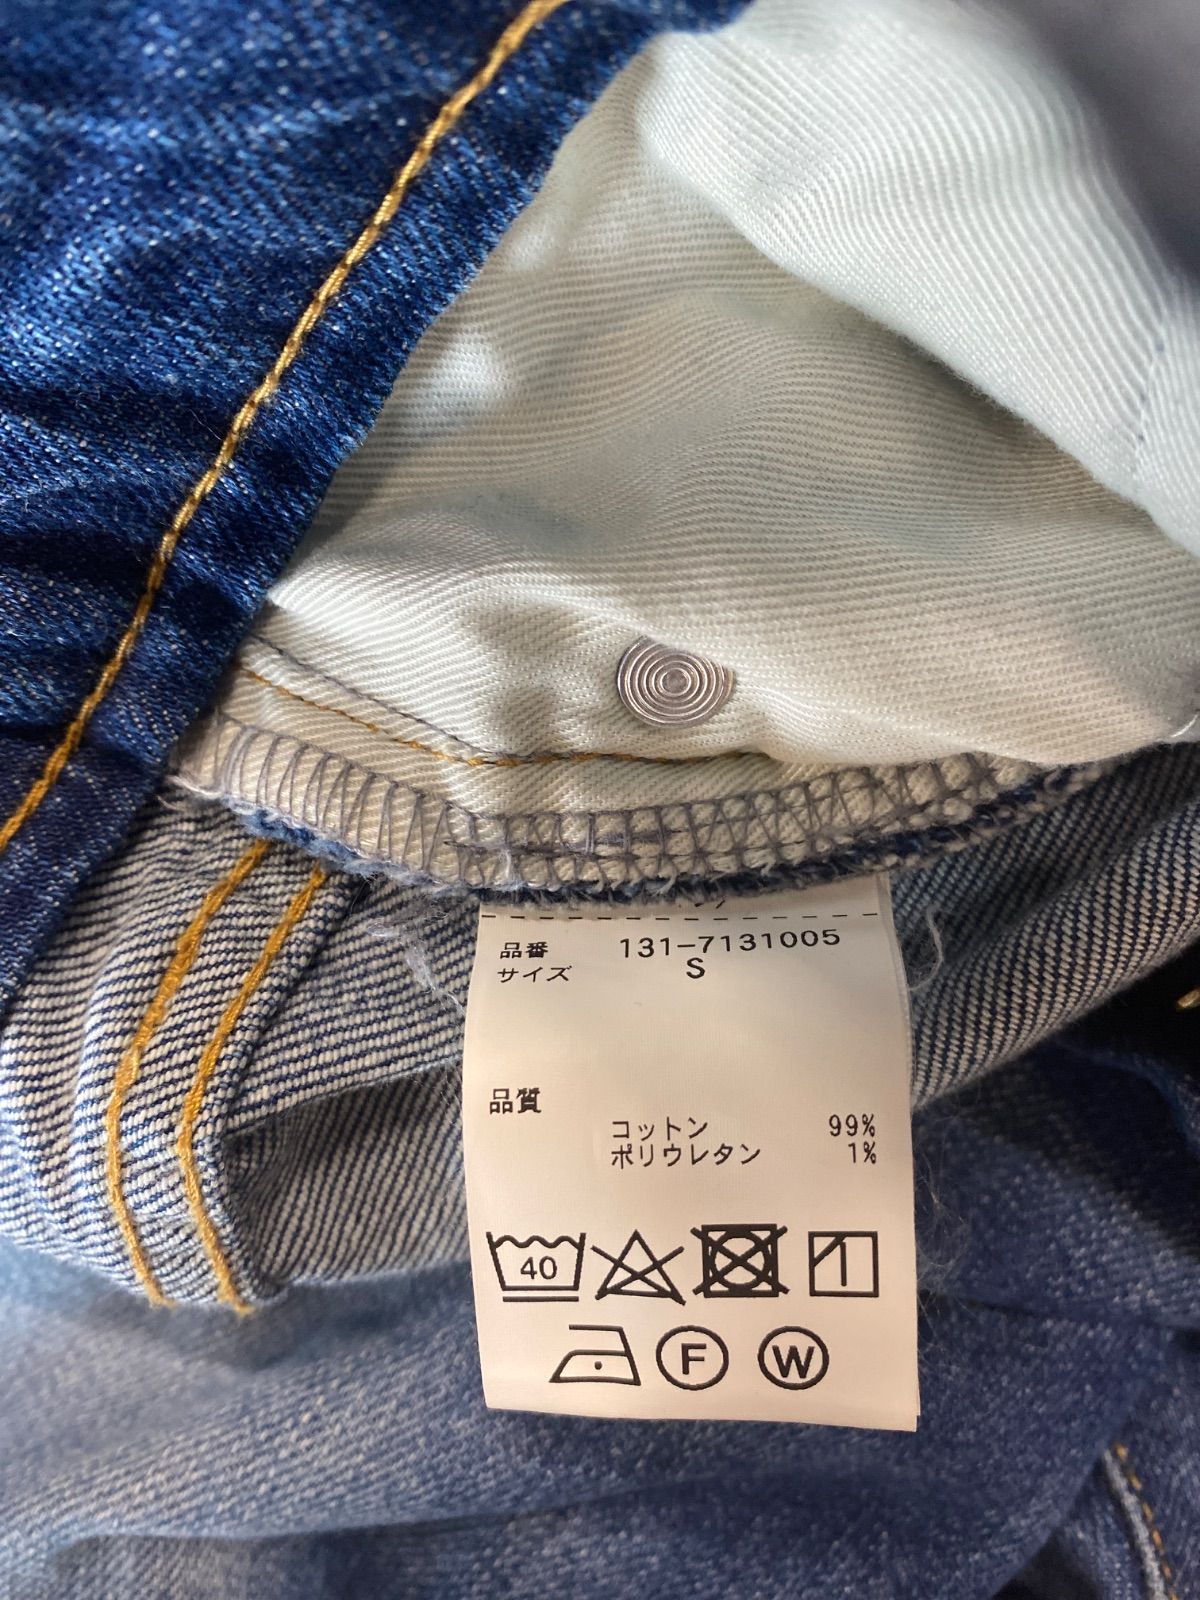 品番 131-7131005
サイズ S
品質
コットン 99%
ポリウレタン 1%
40
F W